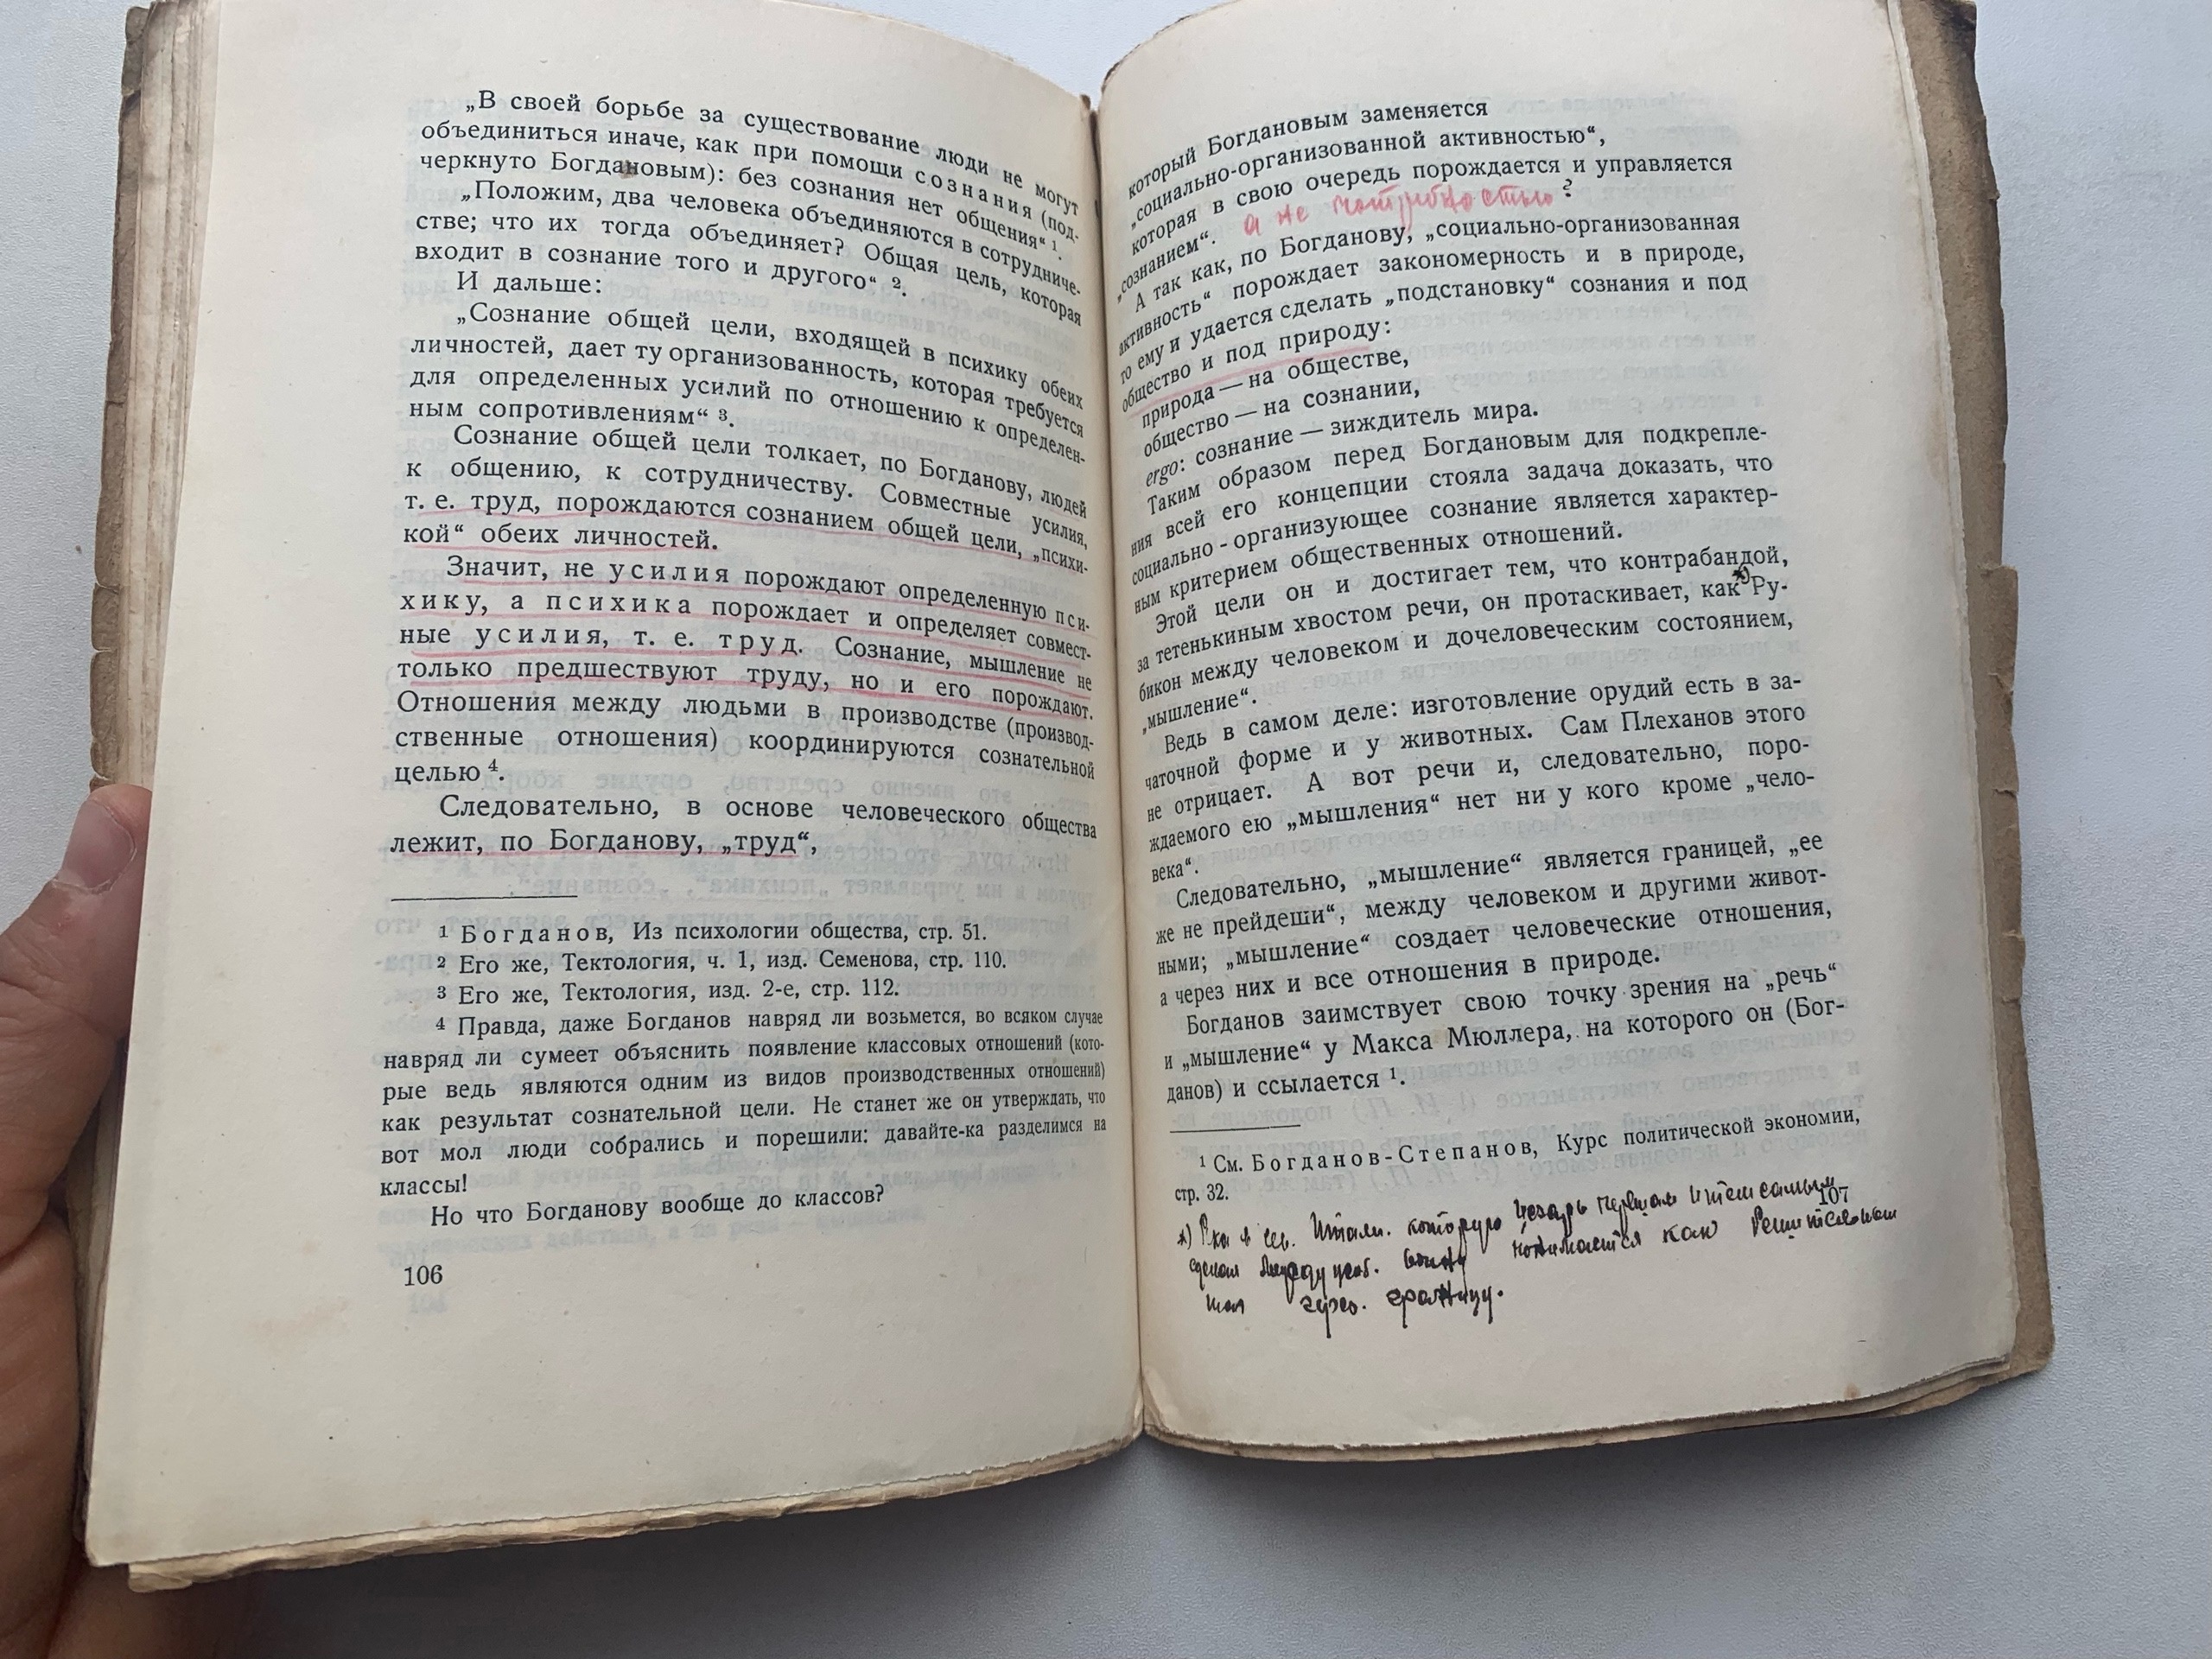 „В своей борьбе за существование люди не могут
объединиться иначе, как при помощи сознания (под-
черкнуто Богдановым): без сознания нет общения“ 1.
„Положим, два человека объединяются в сотрудниче-
стве; что их тогда объединяет? Общая цель, которая
входит в сознание того и другого“ 2.
И дальше:
„Сознание общей цели, входящей в психику обеих
личностей, дает ту организованность, которая требуется
для определенных усилий по отношению к определен-
ным сопротивлениям“ 3.
Сознание общей цели толкает, по Богданову, людей
к общению, к сотрудничеству. Совместные усилия,
т. е. труд, порождаются сознанием общей цели, „психи-
кой“ обеих личностей.
Значит, не усилия порождают определенную пси-
хику, а психика порождает и определяет совмест-
ные усилия, т. е. труд. Сознание, мышление не
только предшествуют труду, но и его порождают.
Отношения между людьми в производстве (производ-
ственные отношения) координируются сознательной
целью 4.
Следовательно, в основе человеческого общества
лежит, по Богданову, „труд“,
1 Богданов, Из психологии общества, стр. 51.
2 Его же, Тектология, ч. 1, изд. Семенова, стр. 110.
3 Его же, Тектология, изд. 2-е, стр. 112.
4 Правда, даже Богданов навряд ли возьмется, во всяком случае
навряд ли сумеет объяснить появление классовых отношений (кото-
рые ведь являются одним из видов производственных отношений)
как результат сознательной цели. Не станет же он утверждать, что
вот мол люди собрались и порешили: давайте-ка разделимся на
классы!
Но что Богданову вообще до классов?
106
который Богдановым заменяется
„социально-организованной активностью“,
которая в свою очередь порождается и управляется
„сознанием“. а не потребностью?
А так как, по Богданову, „социально-организованная
активность“ порождает закономерность и в природе,
то ему и удается сделать „подстановку“ сознания и под
общество и под природу:
природа — на обществе,
общество — на сознании,
ergo: сознание — зиждитель мира.
Таким образом перед Богдановым для подкрепле-
ния всей его концепции стояла задача доказать, что
социально-организующее сознание является характер-
ным критерием общественных отношений.
Этой цели он и достигает тем, что контрабандой,
за тетенькиным хвостом речи, он протаскивает, как Ру-
бикон между человеком и дочеловеческим состоянием,
„мышление“.
Ведь в самом деле: изготовление орудий есть в за-
чаточной форме и у животных. Сам Плеханов этого
не отрицает. А вот речи и, следовательно, поро-
ждаемого ею „мышления“ нет ни у кого кроме „чело-
века“.
Следовательно, „мышление“ является границей, „ее
же не прейдеши“, между человеком и другими живот-
ными; „мышление“ создает человеческие отношения,
а через них и все отношения в природе.
Богданов заимствует свою точку зрения на „речь“
и „мышление“ у Макса Мюллера, на которого он (Бог-
данов) и ссылается 1.
1 См. Богданов-Степанов, Курс политической экономии,
стр. 32.
107
х) Р-ка в сев. Итали. которую Цезарь и тем самым
сделал войну понимается как
шаг через границу.